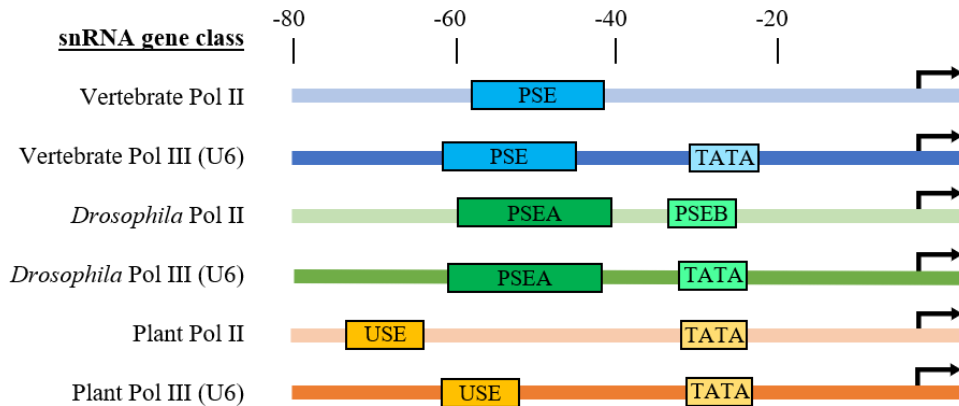 -80 -60 -40 -20
snRNA gene class
Vertebrate Pol II PSE
Vertebrate Pol III (U6) PSE TATA
Drosophila Pol II PSEA PSEB
Drosophila Pol III (U6) PSEA TATA
Plant Pol II USE TATA
Plant Pol III (U6) USE TATA